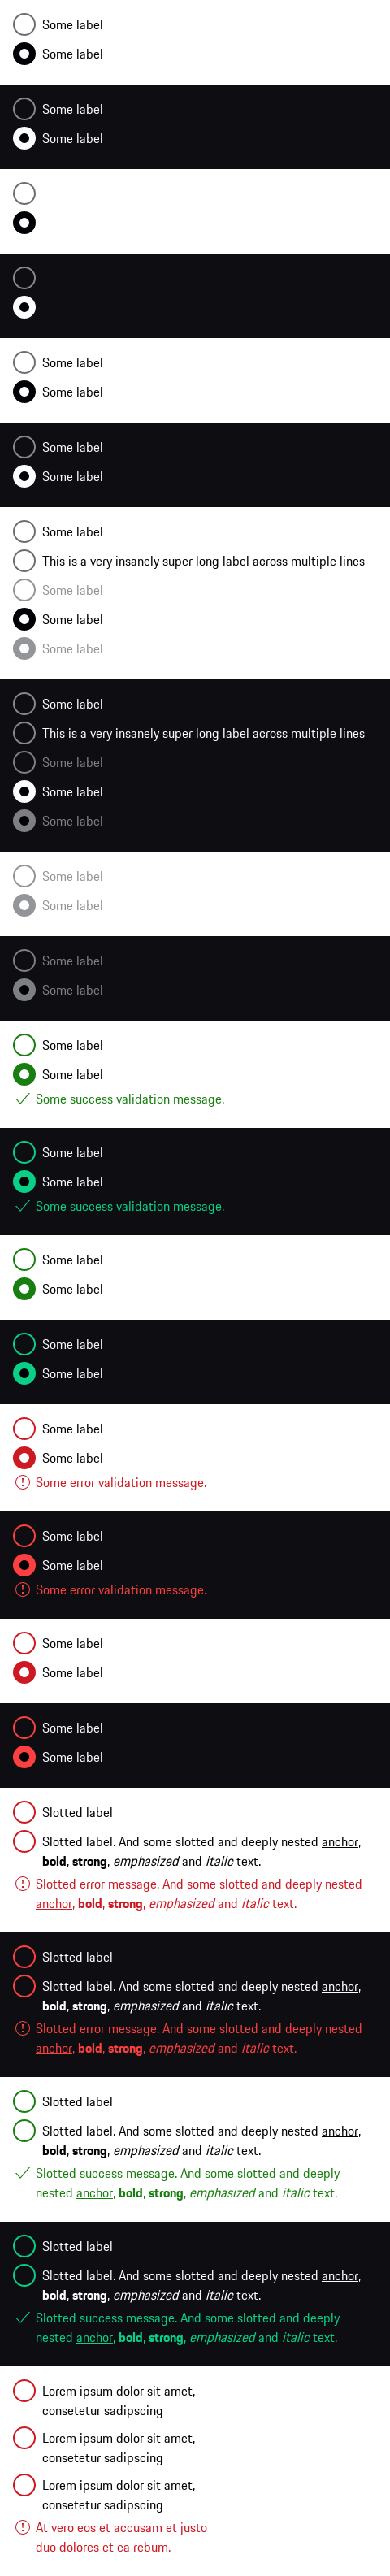 Some label
Some label
Some label
Some label
Some label
Some label
Some label
Some label
Some label
This is a very insanely super long label across multiple lines
Some label
Some label
Some label
Some label
This is a very insanely super long label across multiple lines
Some label
Some label
Some label
Some label
Some label
Some label
Some label
Some label
Some label
Some success validation message.
Some label
Some label
Some success validation message.
Some label
Some label
Some label
Some label
Some label
Some label
Some error validation message.
Some label
Some label
Some error validation message.
Some label
Some label
Some label
Some label
Slotted label
Slotted label. And some slotted and deeply nested anchor,
bold, strong, emphasized and italic text.
Slotted error message. And some slotted and deeply nested
anchor, bold, strong, emphasized and italic text.
Slotted label
Slotted label. And some slotted and deeply nested anchor,
bold, strong, emphasized and italic text.
Slotted error message. And some slotted and deeply nested
anchor, bold, strong, emphasized and italic text.
Slotted label
Slotted label. And some slotted and deeply nested anchor,
bold, strong, emphasized and italic text.
Slotted success message. And some slotted and deeply
nested anchor, bold, strong, emphasized and italic text.
Slotted label
Slotted label. And some slotted and deeply nested anchor,
bold, strong, emphasized and italic text.
Slotted success message. And some slotted and deeply
nested anchor, bold, strong, emphasized and italic text.
Lorem ipsum dolor sit amet,
consetetur sadipscing
Lorem ipsum dolor sit amet,
consetetur sadipscing
Lorem ipsum dolor sit amet,
consetetur sadipscing
At vero eos et accusam et justo
duo dolores et ea rebum.